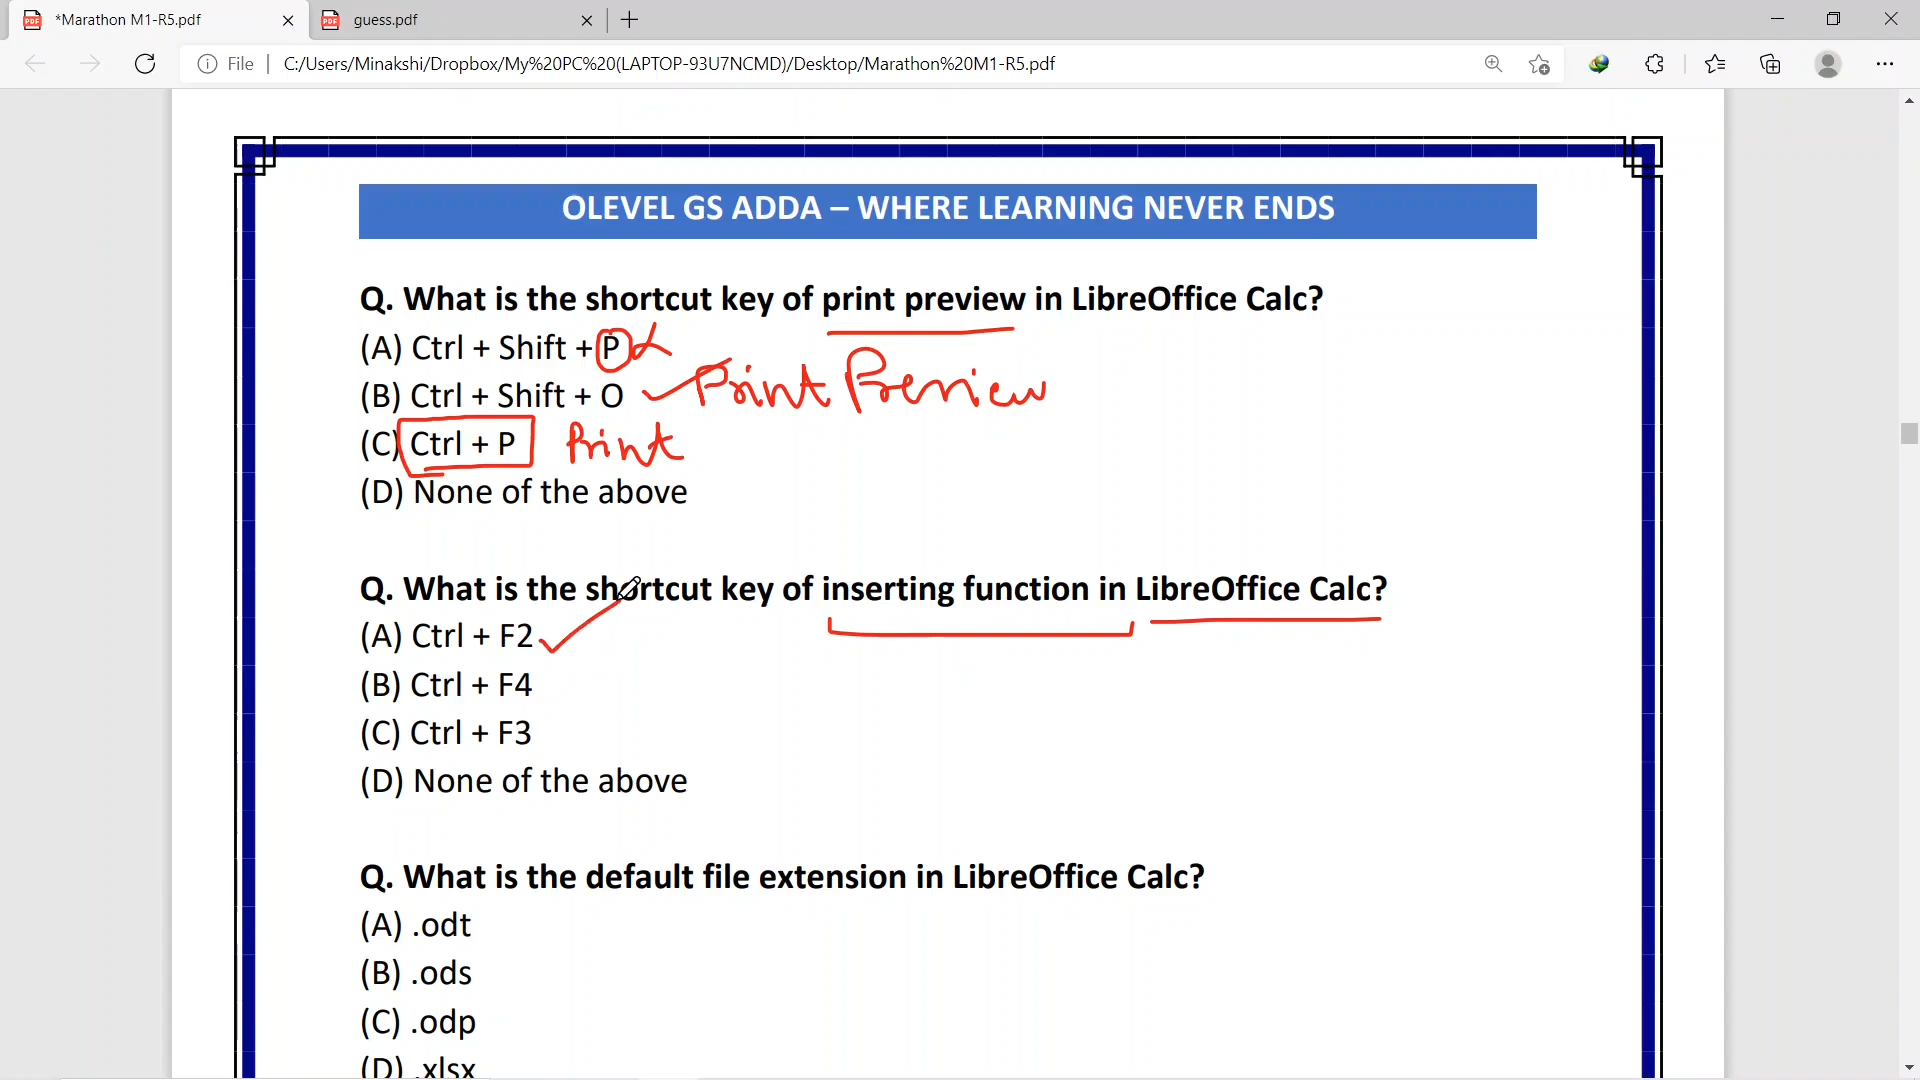 *Marathon M1-R5.pdf
guess.pdf
File
C:/Users/Minakshi/Dropbox/My%20PC%20(LAPTOP-93U7NCMD)/Desktop/Marathon%20M1-R5.pdf
OLEVEL GS ADDA – WHERE LEARNING NEVER ENDS
Q. What is the shortcut key of print preview in LibreOffice Calc?
(A) Ctrl + Shift + P
(B) Ctrl + Shift + O Print Preview
(C) Ctrl + P Print
(D) None of the above
Q. What is the shortcut key of inserting function in LibreOffice Calc?
(A) Ctrl + F2
(B) Ctrl + F4
(C) Ctrl + F3
(D) None of the above
Q. What is the default file extension in LibreOffice Calc?
(A) .odt
(B) .ods
(C) .odp
(D) .xlsx